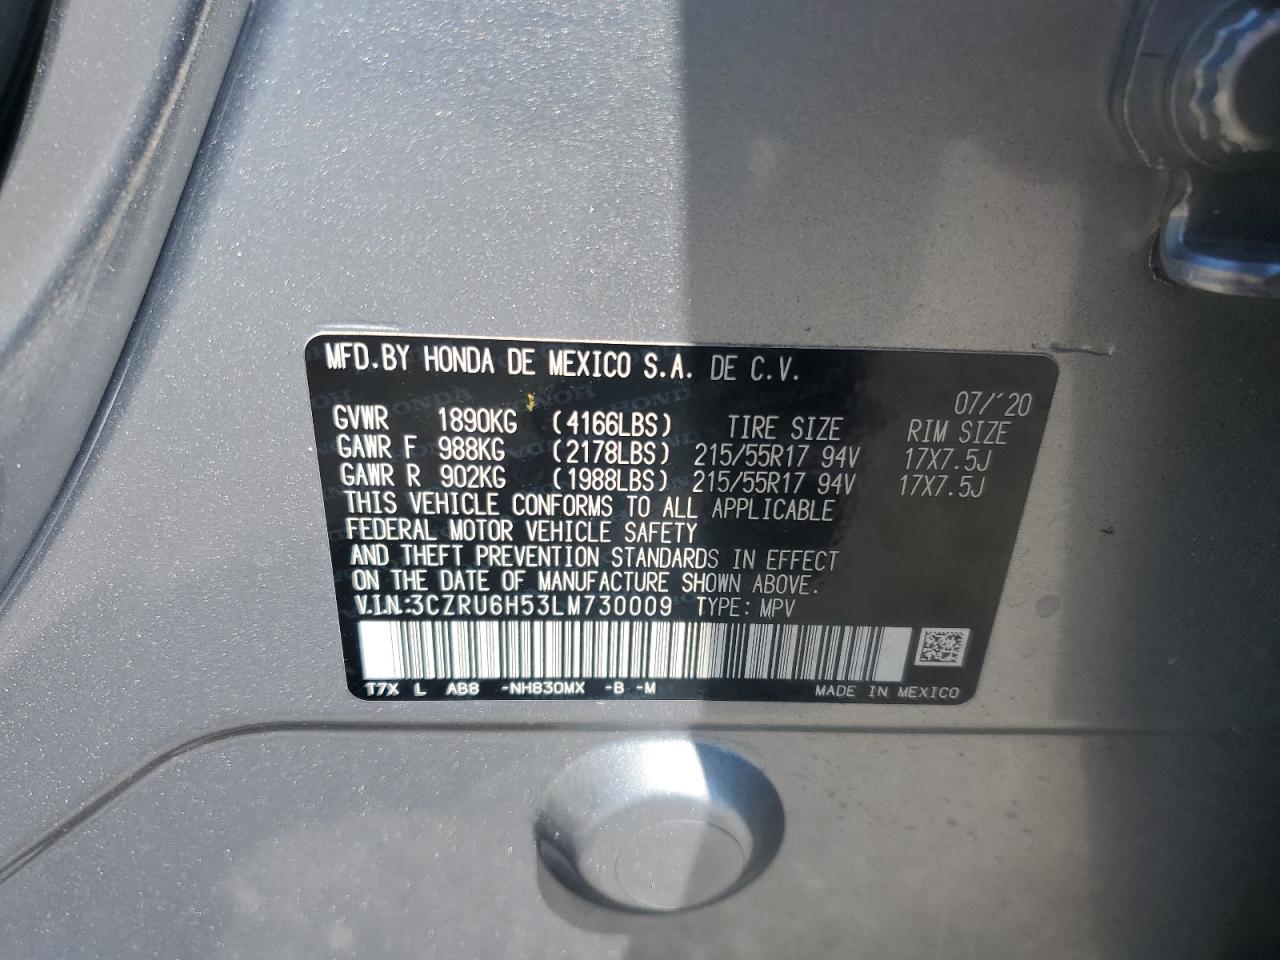 MFD.BY HONDA DE MEXICO S.A. DE C.V.
07/'20
GVWR 1890KG (4166LBS) TIRE SIZE RIM SIZE
GAWR F 988KG (2178LBS) 215/55R17 94V 17X7.5J
GAWR R 902KG (1988LBS) 215/55R17 94V 17X7.5J
THIS VEHICLE CONFORMS TO ALL APPLICABLE
FEDERAL MOTOR VEHICLE SAFETY
AND THEFT PREVENTION STANDARDS IN EFFECT
ON THE DATE OF MANUFACTURE SHOWN ABOVE.
V.I.N.:3CZRU6H53LM730009 TYPE: MPV
T7X L AB8 -NH830MX -B -M MADE IN MEXICO